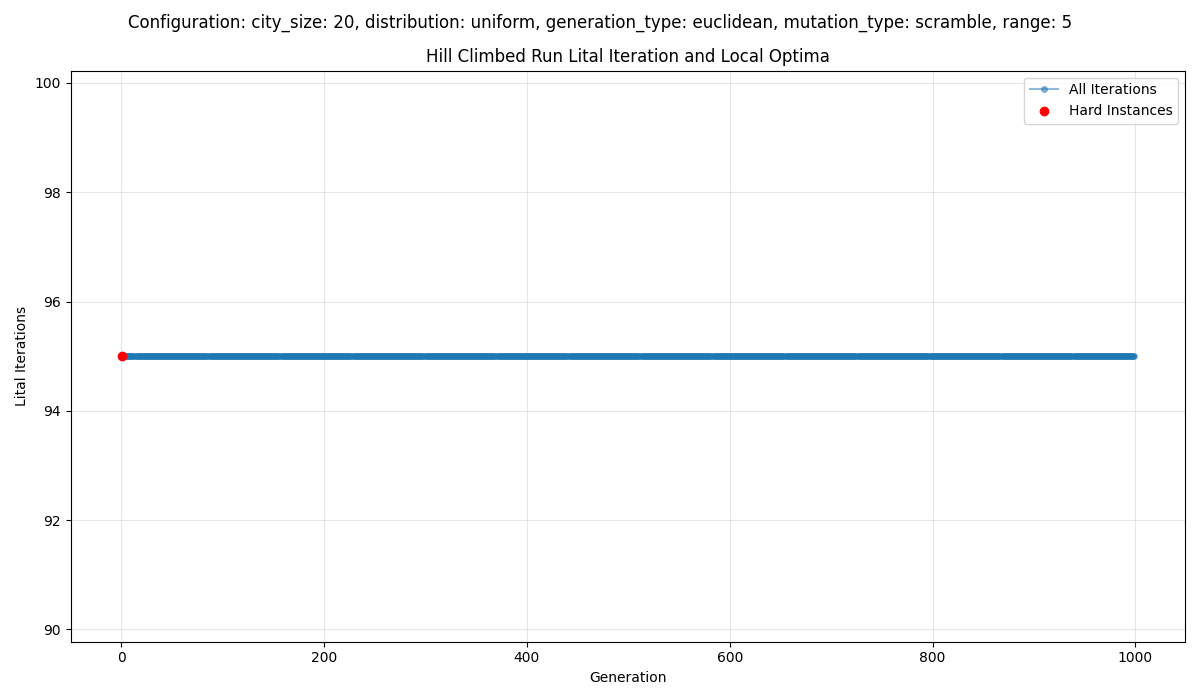 Configuration: city_size: 20, distribution: uniform, generation_type: euclidean, mutation_type: scramble, range: 5
Hill Climbed Run Lital Iteration and Local Optima
100
98
96
94
92
90
Lital Iterations
All Iterations
Hard Instances
0
200
400
600
800
1000
Generation